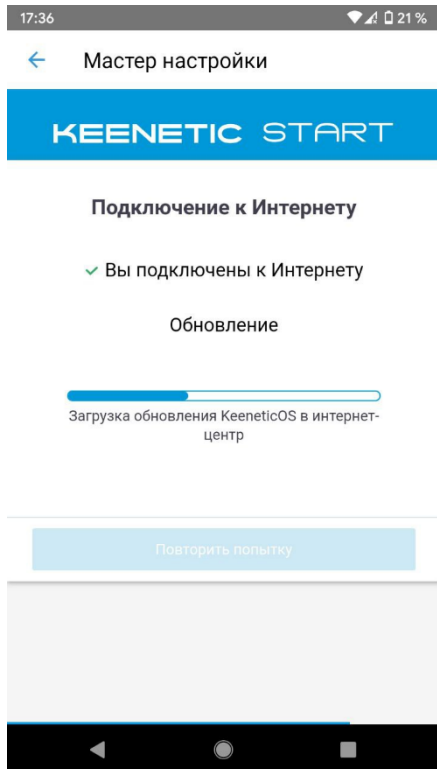 17:36
21 %
Мастер настройки
KEENETIC START
Подключение к Интернету
Вы подключены к Интернету
Обновление
Загрузка обновления KeeneticOS в интернет-
центр
Повторить попытку